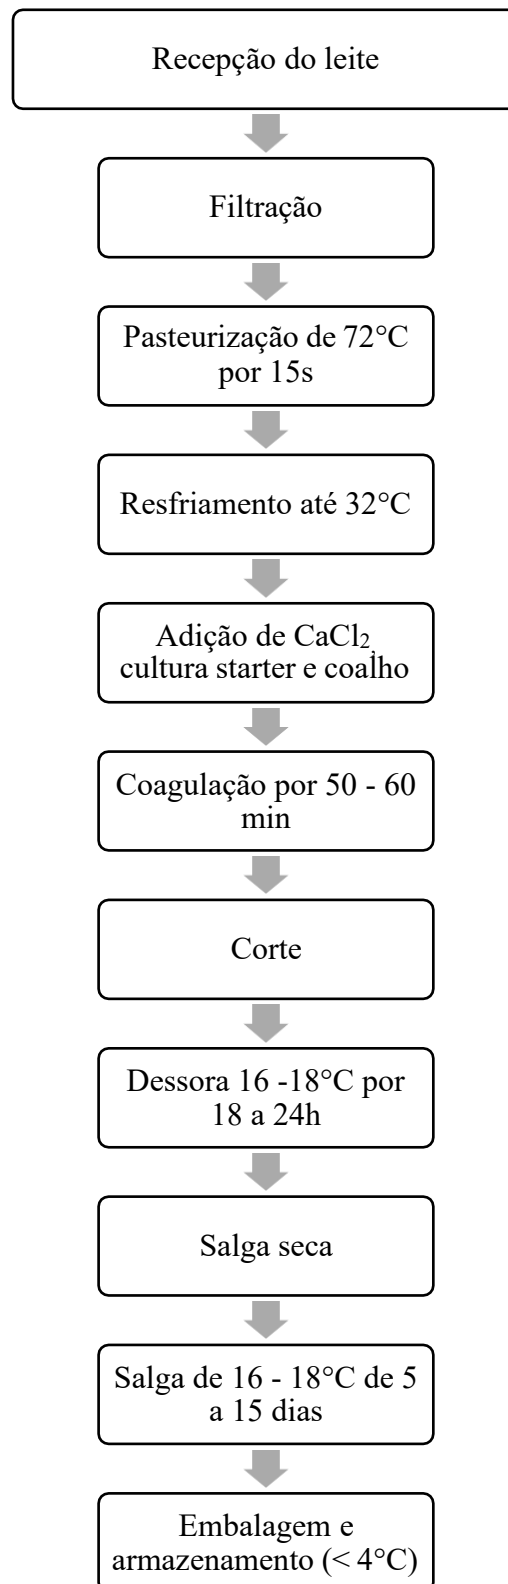 Recepção do leite
Filtração
Pasteurização de 72°C
por 15s
Resfriamento até 32°C
Adição de CaCl₂,
cultura starter e coalho
Coagulação por 50 - 60
min
Corte
Dessora 16 -18°C por
18 a 24h
Salga seca
Salga de 16 - 18°C de 5
a 15 dias
Embalagem e
armazenamento (< 4°C)